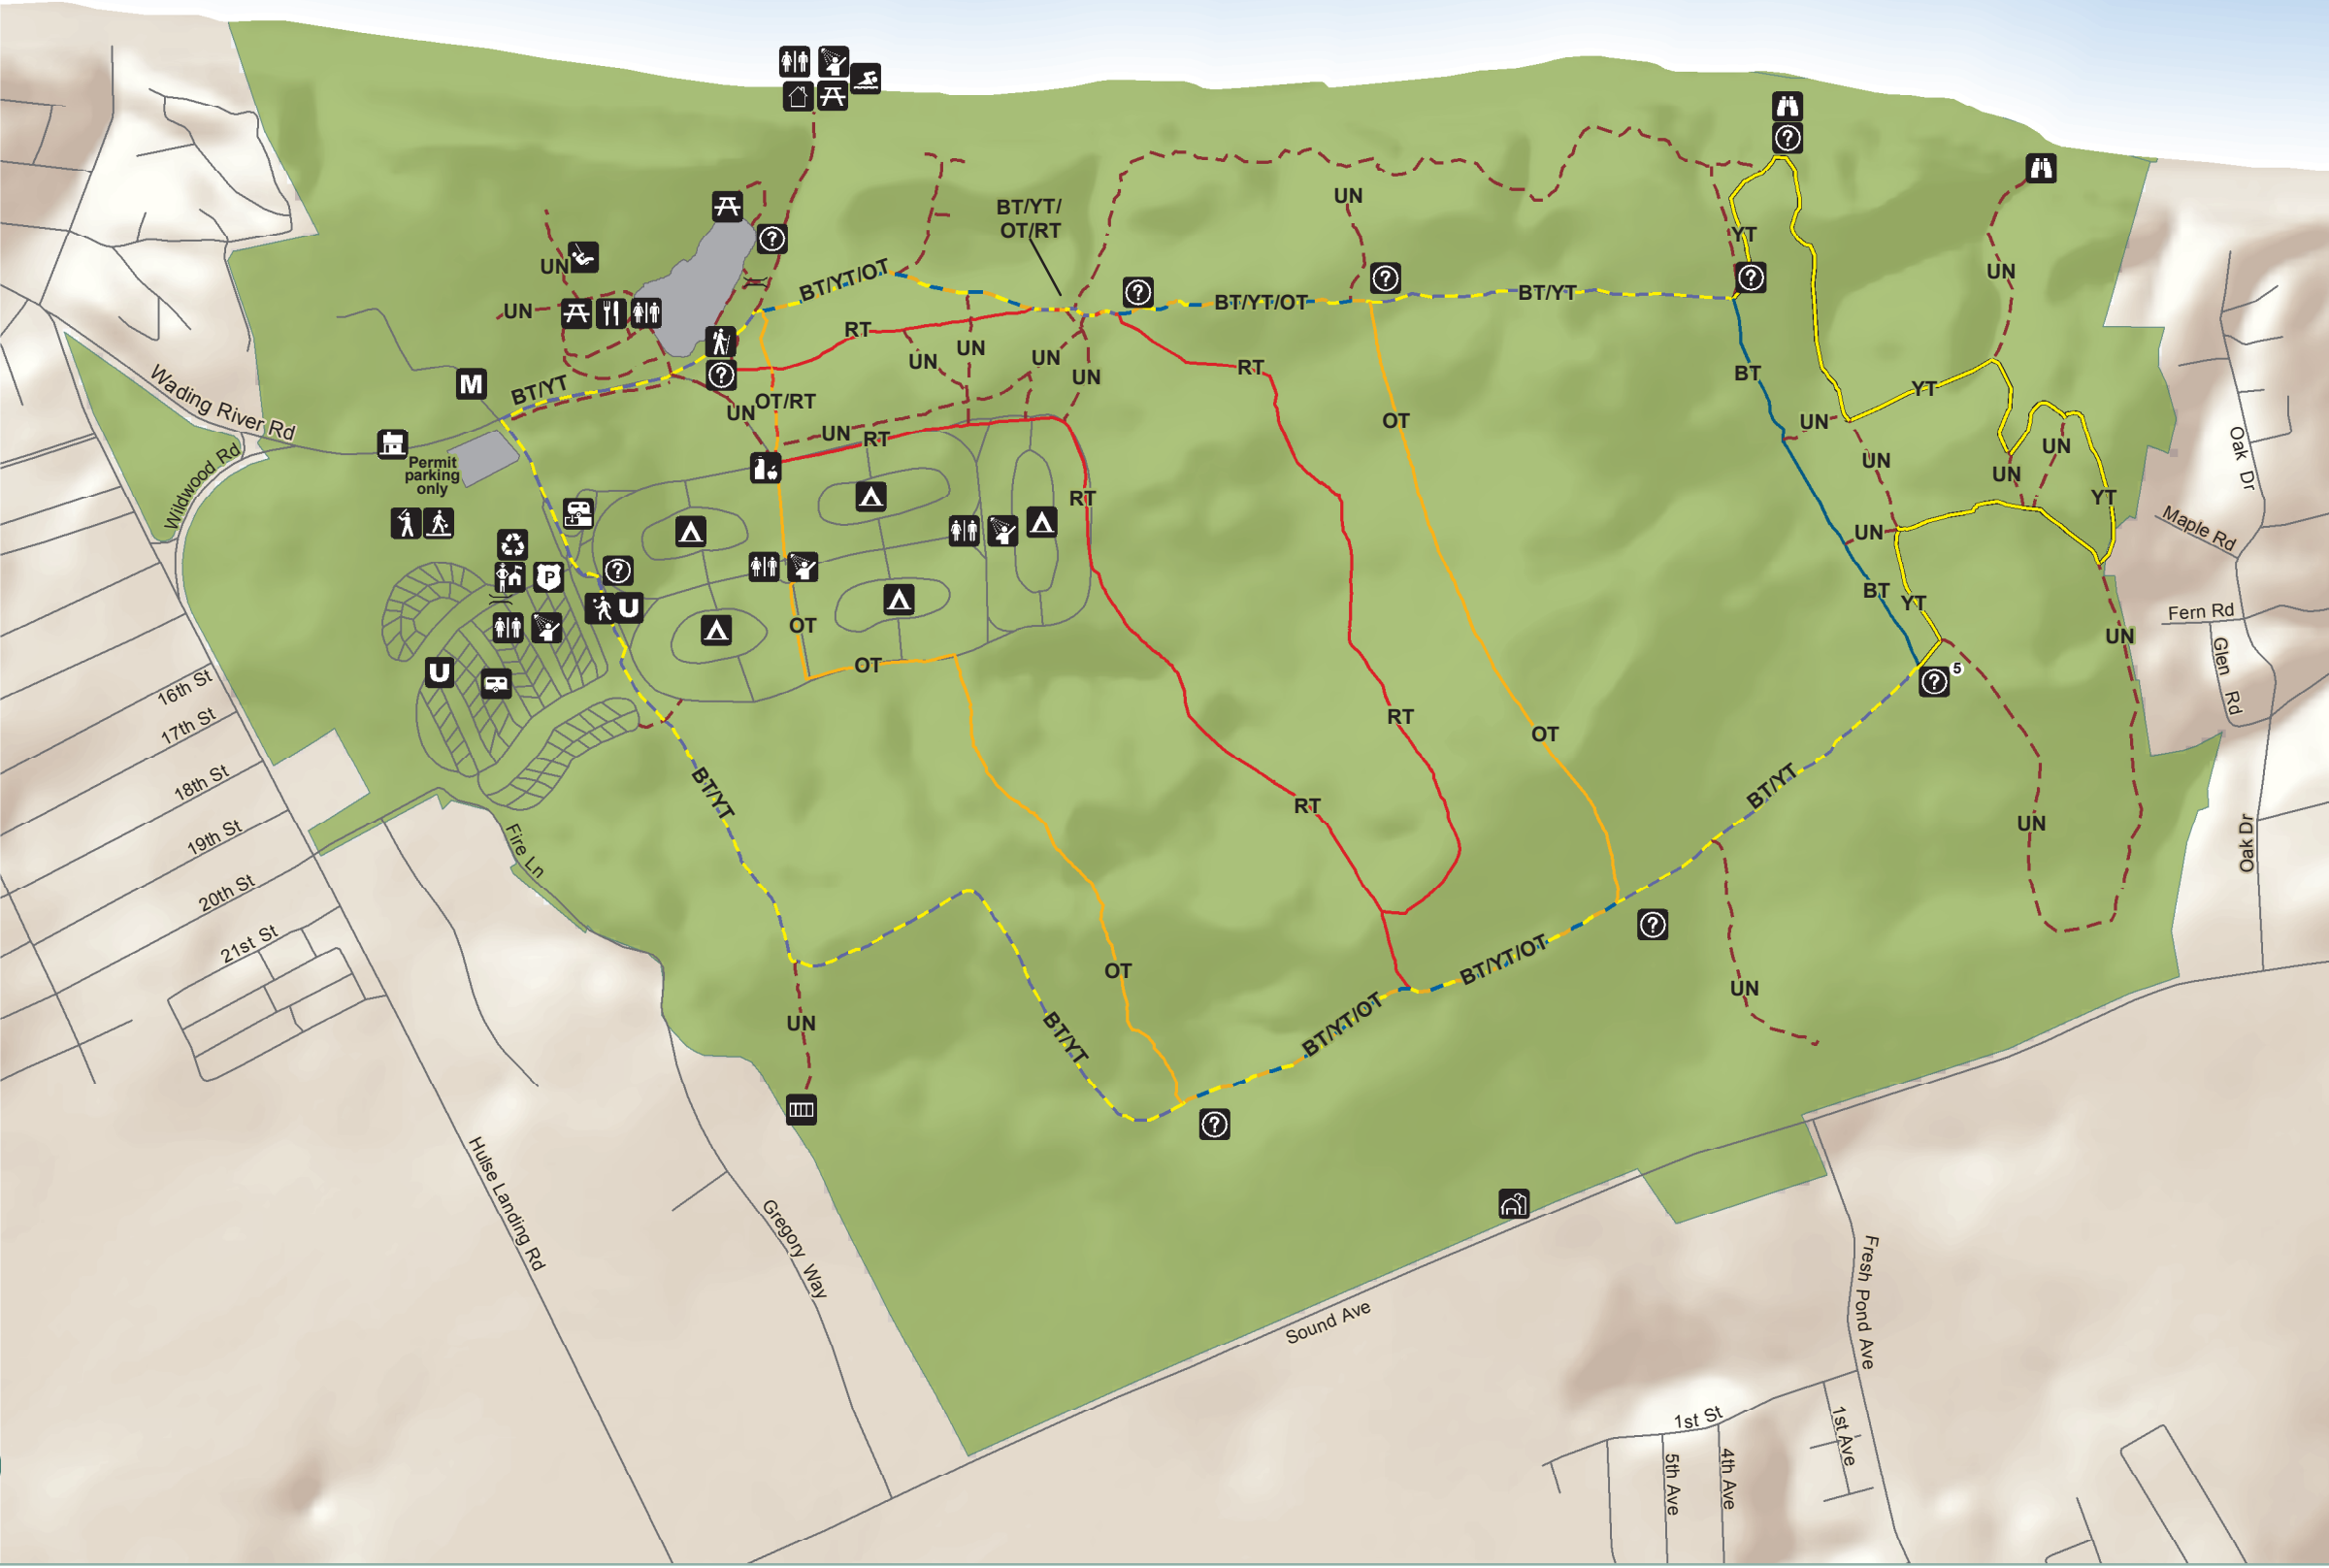 BT/YT/
OT/RT
UN
YT
UN
UN
BT/YT/OT
UN
BT/YT/OT
BT/YT
RT
UN
UN
UN
UN
RT
BT
YT
M
BT/YT
OT/RT
UN
Wading River Rd
UN
RT
OT
UN
UN
UN
UN
Oak Dr
Permit
parking
only
Wildwood Rd
RT
YT
Maple Rd
UN
P
BT
YT
U
OT
Fern Rd
UN
Glen Rd
U
OT
5
16th St
17th St
RT
OT
18th St
BT/YT
BT/YT
RT
UN
19th St
Fire Ln
Oak Dr
20th St
21st St
OT
BT/YT/OT
UN
UN
BT/YT
BT/YT/OT
Hulse Landing Rd
Gregory Way
Sound Ave
Fresh Pond Ave
1st St
1st Ave
5th Ave
4th Ave